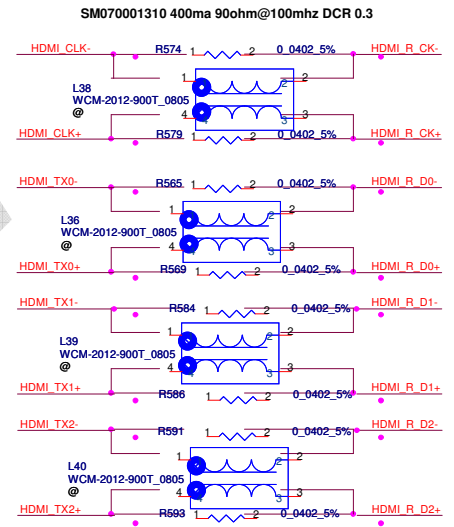 SM070001310 400ma 90ohm@100mhz DCR 0.3
HDMI_CLK- R574 1 2 0_0402_5% HDMI_R_CK-
L38 1 2
WCM-2012-900T_0805
@ 4 3
HDMI_CLK+ R579 1 2 0_0402_5% HDMI_R_CK+
HDMI_TX0- R565 1 2 0_0402_5% HDMI_R_D0-
L36 1 2
WCM-2012-900T_0805
@ 4 3
HDMI_TX0+ R569 1 2 0_0402_5% HDMI_R_D0+
HDMI_TX1- R584 1 2 0_0402_5% HDMI_R_D1-
L39 1 2
WCM-2012-900T_0805
@ 4 3
HDMI_TX1+ R586 1 2 0_0402_5% HDMI_R_D1+
HDMI_TX2- R591 1 2 0_0402_5% HDMI_R_D2-
L40 1 2
WCM-2012-900T_0805
@ 4 3
HDMI_TX2+ R593 1 2 0_0402_5% HDMI_R_D2+